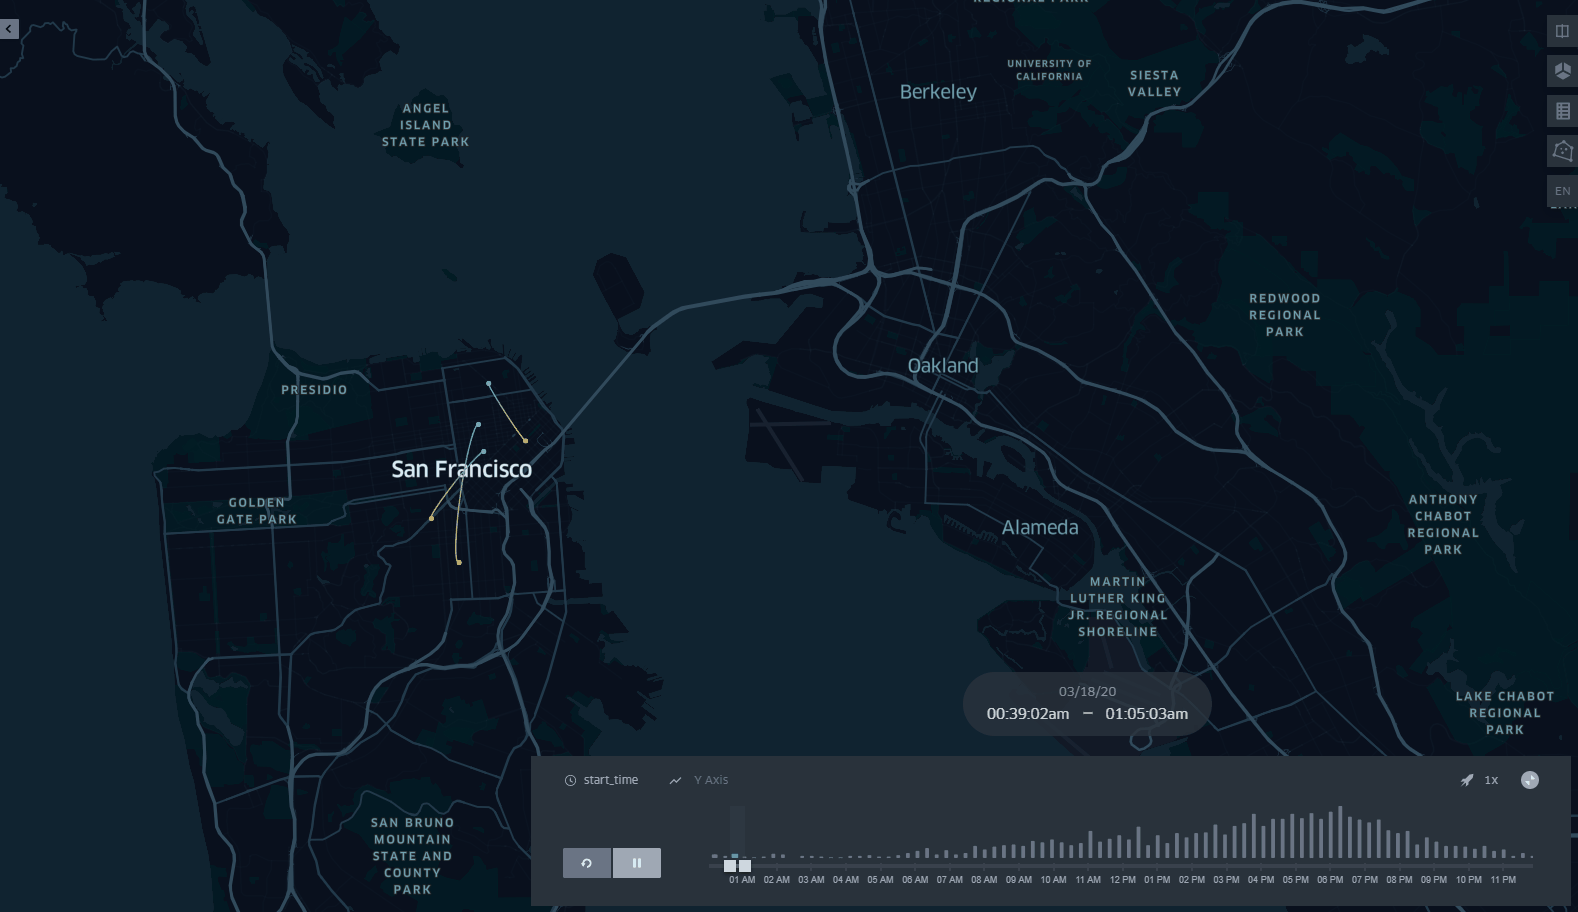 REGIONAL PARK
UNIVERSITY OF
CALIFORNIA
SIESTA
VALLEY
Berkeley
ANGEL
ISLAND
STATE PARK
EN
REDWOOD
REGIONAL
PARK
Oakland
PRESIDIO
San Francisco
GOLDEN
GATE PARK
ANTHONY
CHABOT
REGIONAL
PARK
Alameda
MARTIN
LUTHER KING
JR. REGIONAL
SHORELINE
LAKE CHABOT
REGIONAL
PARK
03/18/20
00:39:02am – 01:05:03am
start_time
Y Axis
1x
SAN BRUNO
MOUNTAIN
STATE AND
COUNTY
PARK
01 AM 02 AM 03 AM 04 AM 05 AM 06 AM 07 AM 08 AM 09 AM 10 AM 11 AM 12 PM 01 PM 02 PM 03 PM 04 PM 05 PM 06 PM 07 PM 08 PM 09 PM 10 PM 11 PM